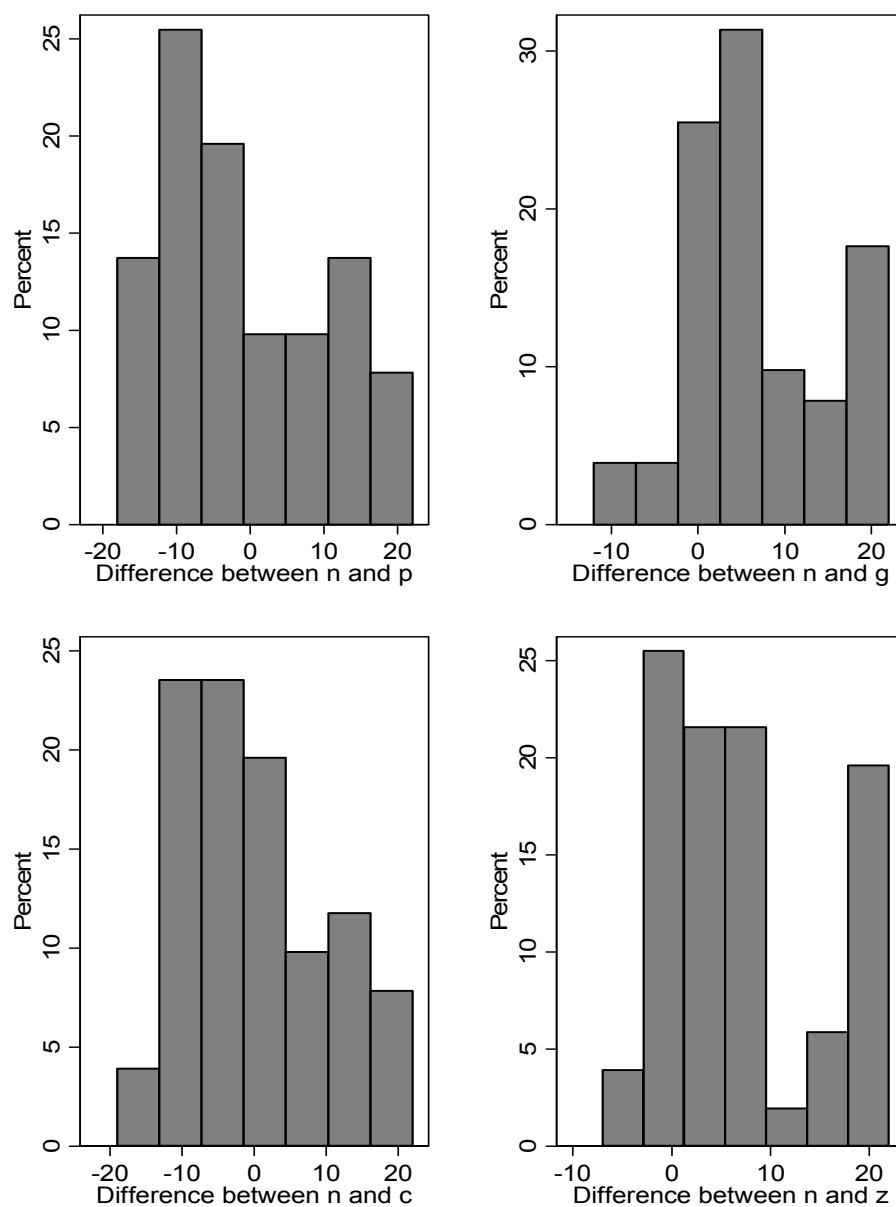 25
20
15
10
5
0
Percent
-20 -10 0 10 20
Difference between n and p
30
20
10
0
Percent
-10 0 10 20
Difference between n and g
25
20
15
10
5
0
Percent
-20 -10 0 10 20
Difference between n and c
25
20
15
10
5
0
Percent
-10 0 10 20
Difference between n and z